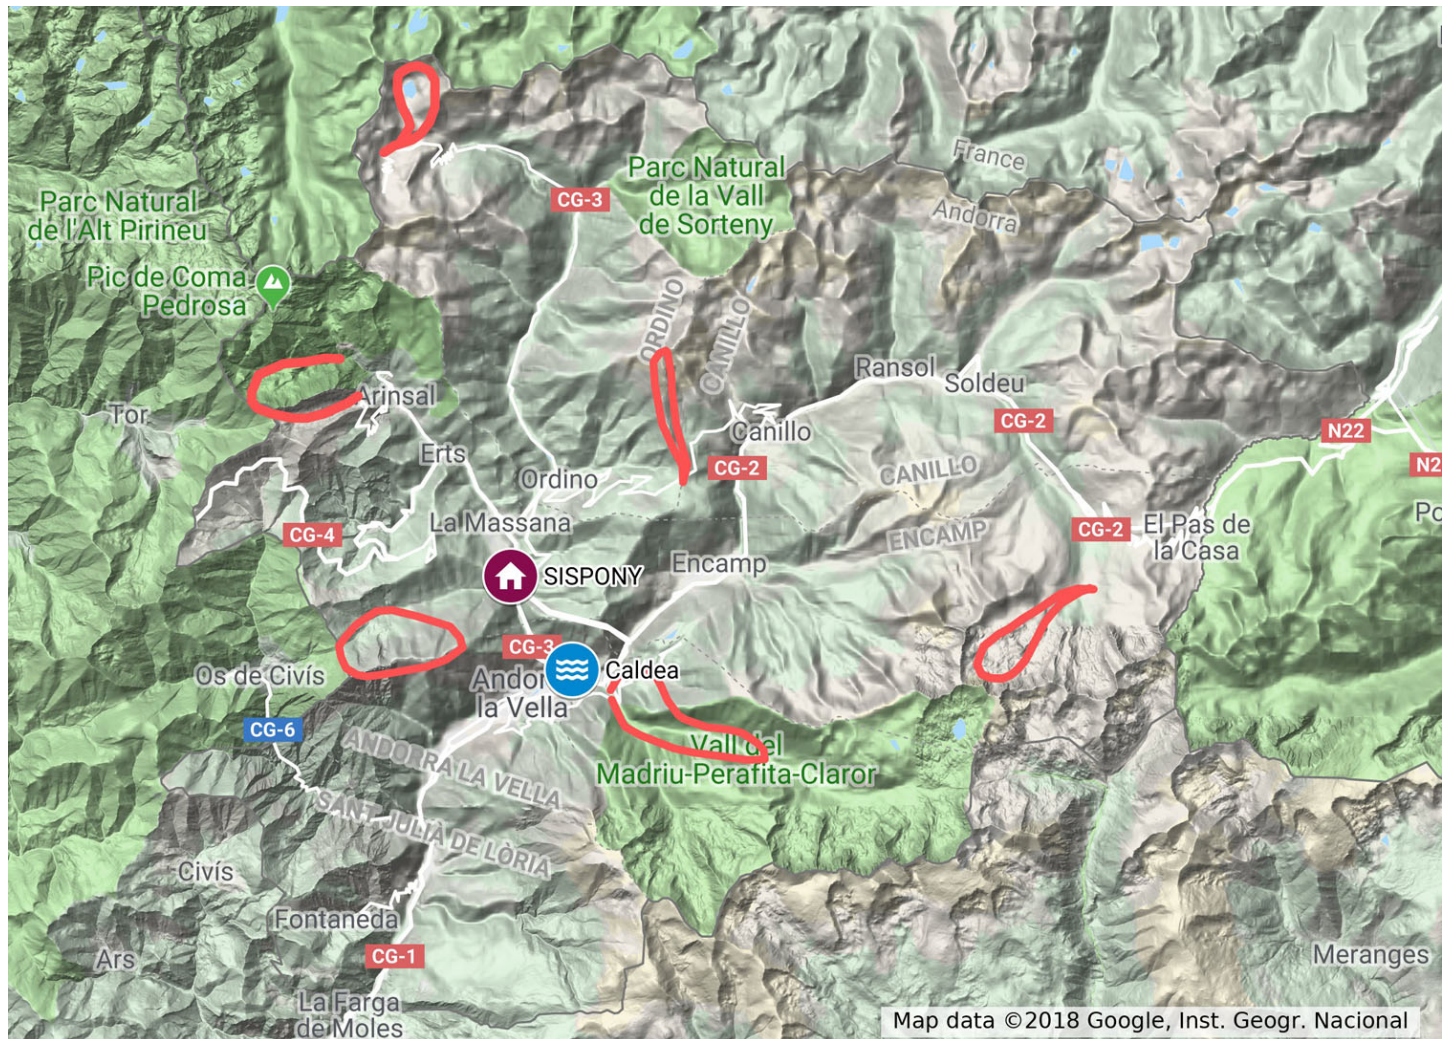 France
Parc Natural
de la Vall
de Sorteny
CG-3
Parc Natural
de l'Alt Pirineu
Andorra
Pic de Coma
Pedrosa
ORDINO
CANILLO
Ransol
Soldeu
Arinsal
Tor
CG-2
N22
Canillo
Erts
CG-2
CANILLO
N2
Ordino
La Massana
CG-4
ENCAMP
CG-2
El Pas de
la Casa
Encamp
SISPONY
CG-3
Os de Civís
Caldea
Andor
la Vella
CG-6
Vall del
Madriu-Perafita-Claror
ANDORRA LA VELLA
SANT JULIÀ DE LÒRIA
Civís
Fontaneda
CG-1
Ars
Meranges
La Farga
de Moles
Map data ©2018 Google, Inst. Geogr. Nacional